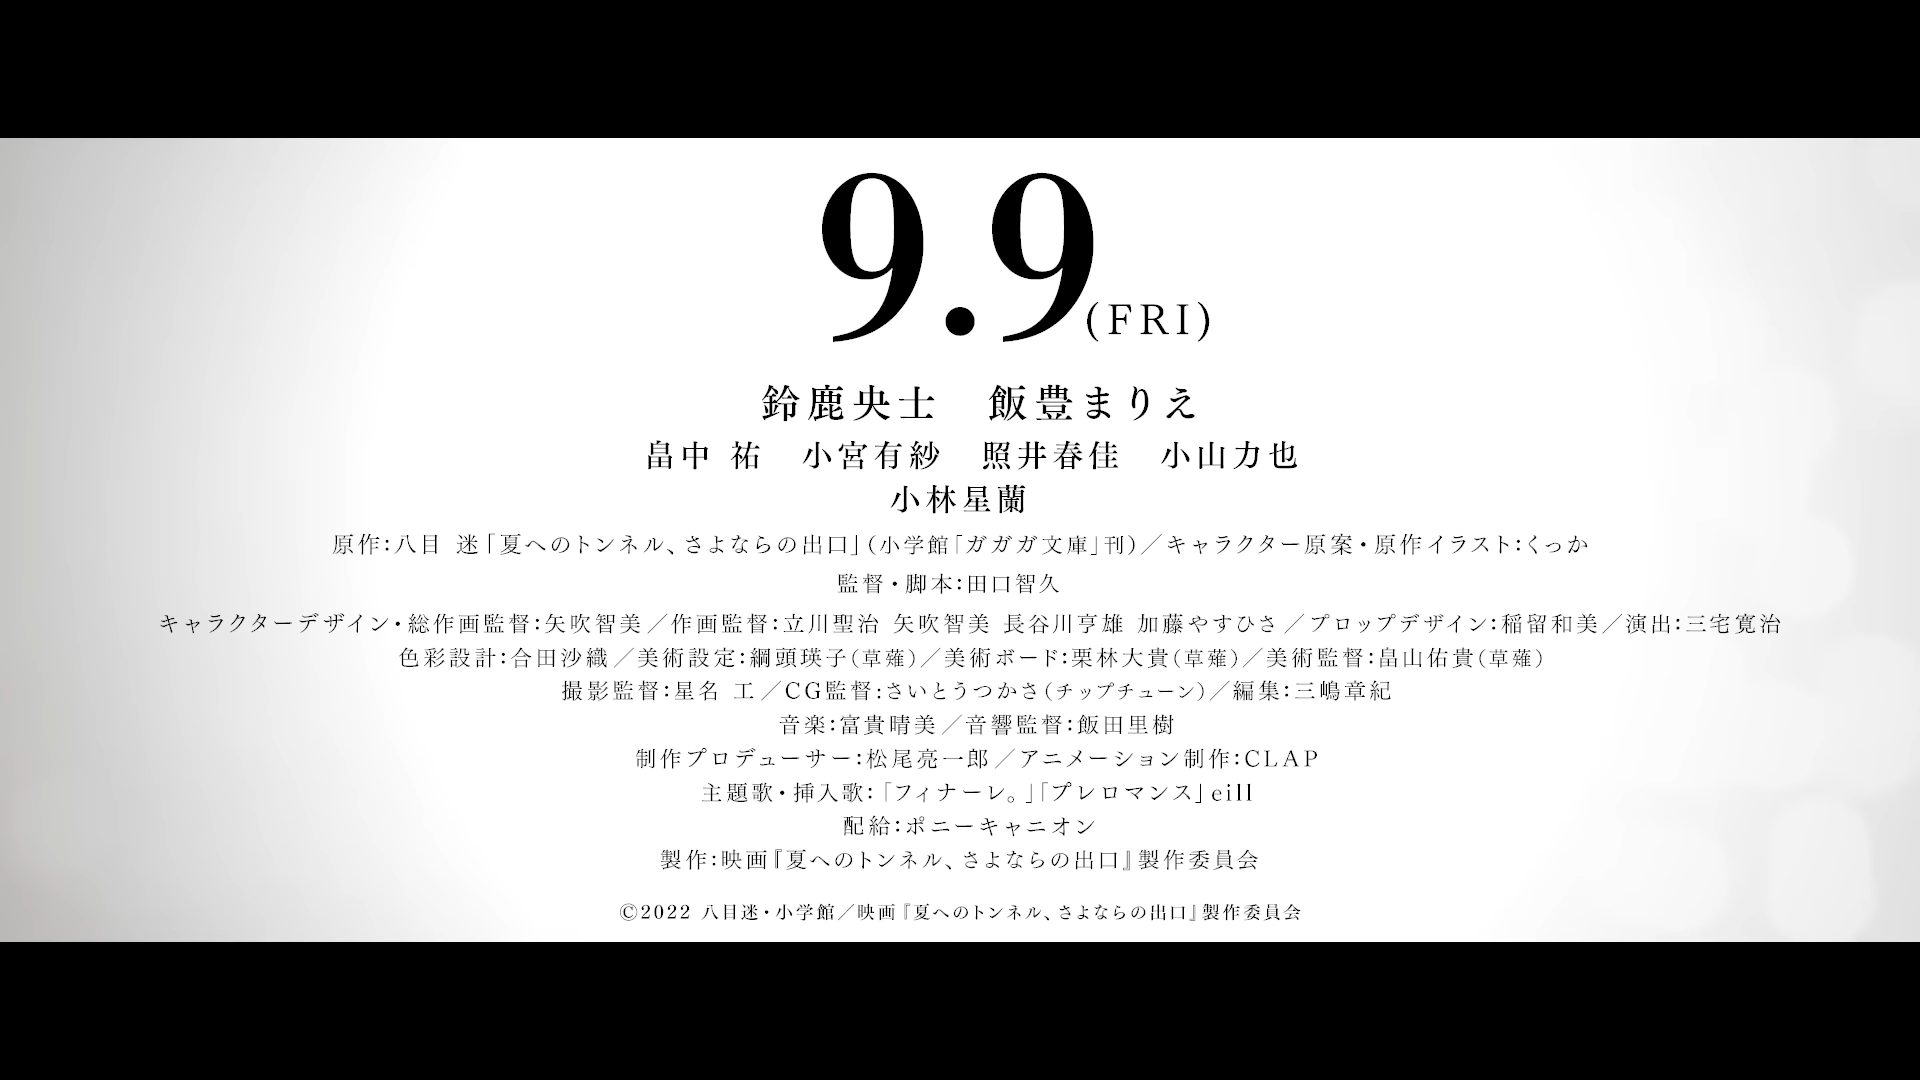 9.9(FRI)
鈴鹿央士　飯豊まりえ
畠中 祐　小宮有紗　照井春佳　小山力也
小林星蘭
原作：八目 迷「夏へのトンネル、さよならの出口」（小学館「ガガガ文庫」刊）／キャラクター原案・原作イラスト：くっか
監督・脚本：田口智久
キャラクターデザイン・総作画監督：矢吹智美／作画監督：立川聖治 矢吹智美 長谷川亨雄 加藤やすひさ／プロップデザイン：稲留和美／演出：三宅寛治
色彩設計：合田沙織／美術設定：綱頭瑛子（草薙）／美術ボード：栗林大貴（草薙）／美術監督：畠山佑貴（草薙）
撮影監督：星名 工／CG監督：さいとうつかさ（チップチューン）／編集：三嶋章紀
音楽：富貴晴美／音響監督：飯田里樹
制作プロデューサー：松尾亮一郎／アニメーション制作：CLAP
主題歌・挿入歌：「フィナーレ。」「プレロマンス」eill
配給：ポニーキャニオン
製作：映画『夏へのトンネル、さよならの出口』製作委員会
©2022 八目迷・小学館／映画『夏へのトンネル、さよならの出口』製作委員会